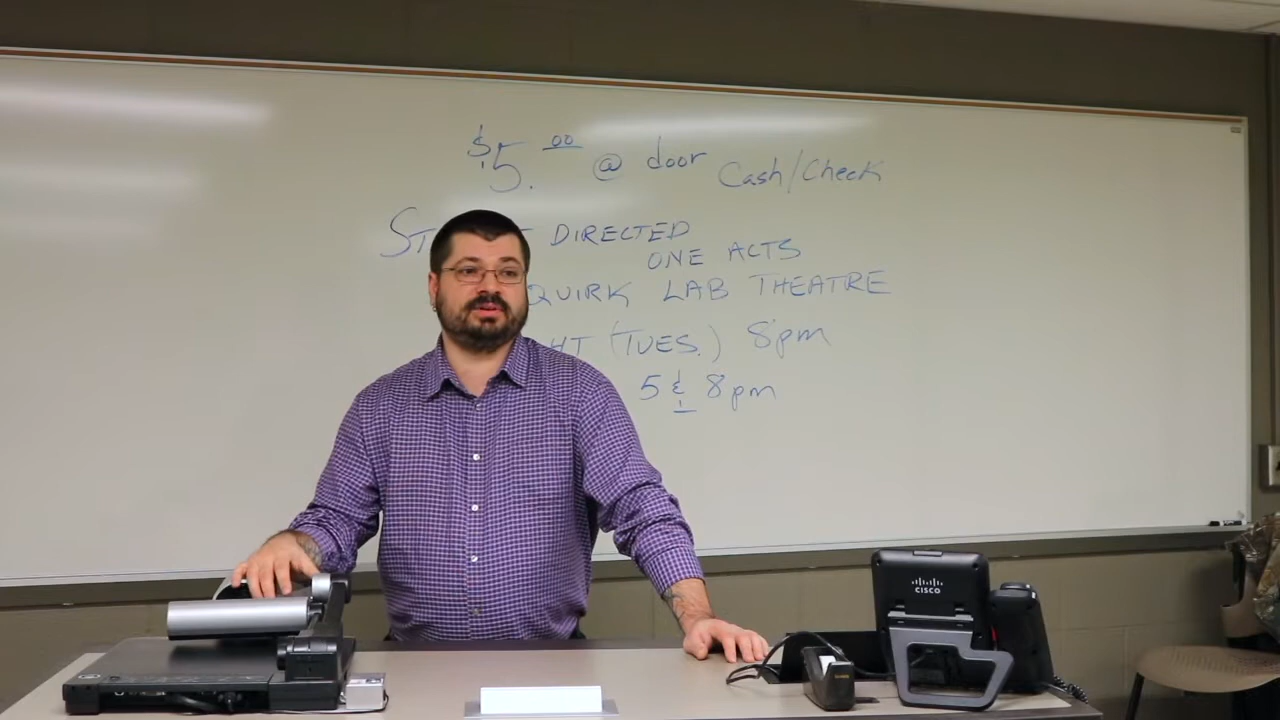 $5.00 @ door Cash/Check
DIRECTED
ONE ACTS
QUIRK LAB THEATRE
(TUES.) 8pm
5 & 8pm
CISCO